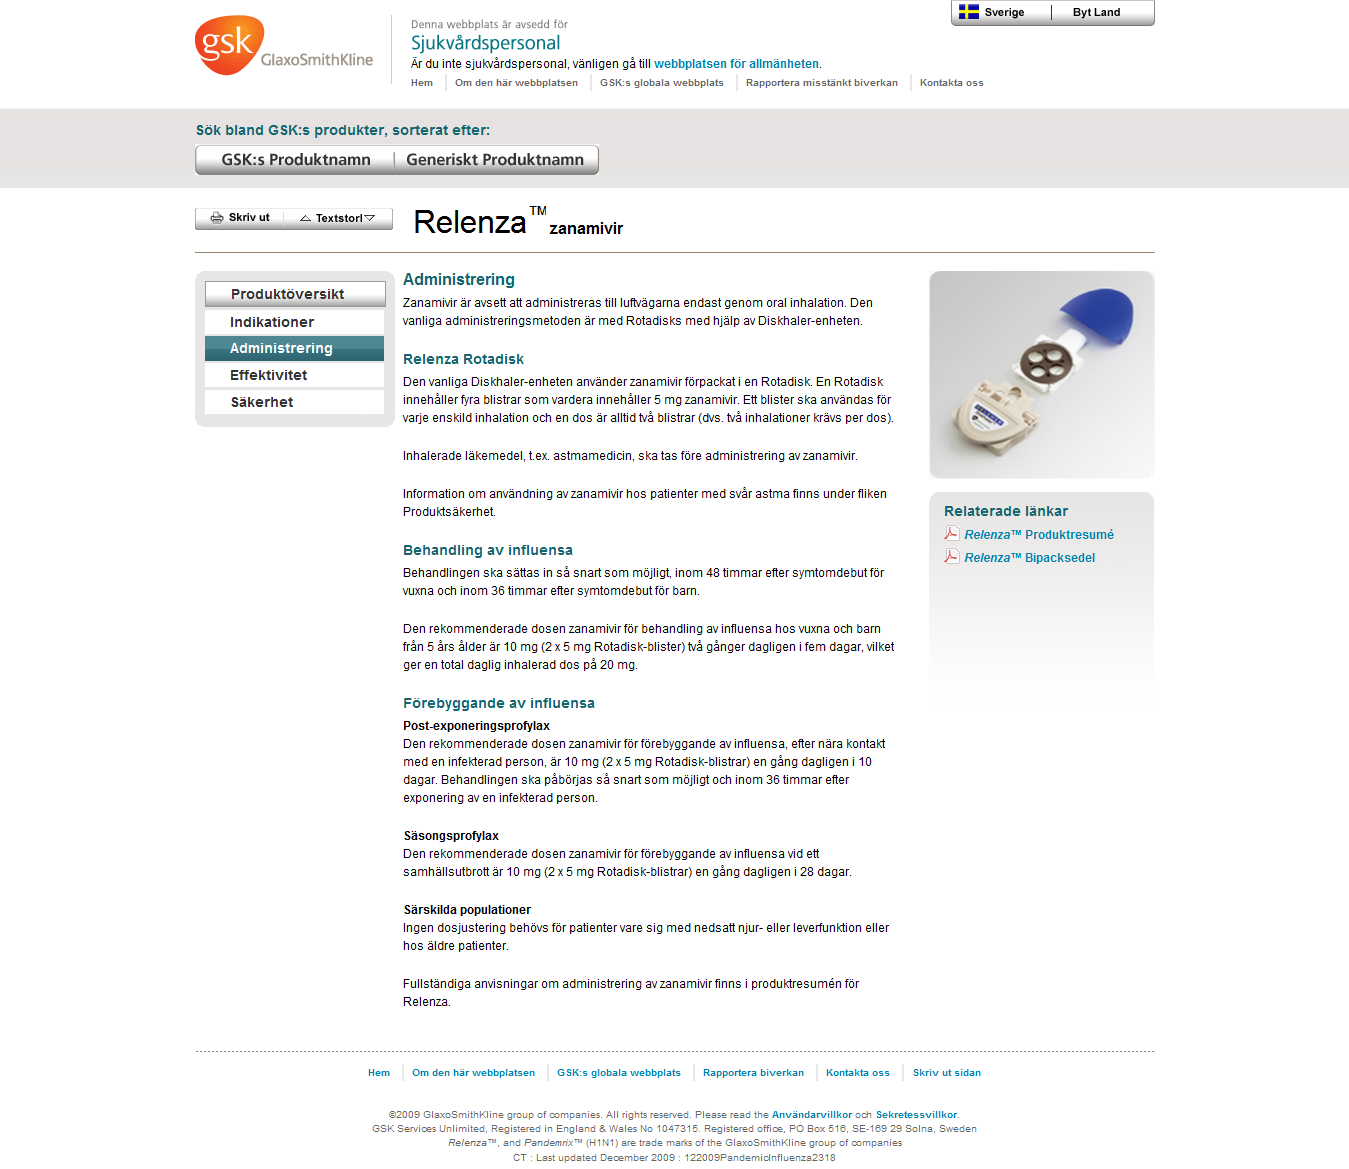 Sverige
Byt Land
gsk
GlaxoSmithKline
Denna webbplats är avsedd för
Sjukvårdspersonal
Är du inte sjukvårdspersonal, vänligen gå till webbplatsen för allmänheten.
Hem
Om den här webbplatsen
GSK:s globala webbplats
Rapportera misstänkt biverkan
Kontakta oss
Sök bland GSK:s produkter, sorterat efter:
GSK:s Produktnamn
Generiskt Produktnamn
Skriv ut
Textstorl
Relenza™ zanamivir
Produktöversikt
Indikationer
Administrering
Effektivitet
Säkerhet
Administrering
Zanamivir är avsett att administreras till luftvägarna endast genom oral inhalation. Den
vanliga administreringsmetoden är med Rotadisks med hjälp av Diskhaler-enheten.
Relenza Rotadisk
Den vanliga Diskhaler-enheten använder zanamivir förpackat i en Rotadisk. En Rotadisk
innehåller fyra blistrar som vardera innehåller 5 mg zanamivir. Ett blister ska användas för
varje enskild inhalation och en dos är alltid två blistrar (dvs. två inhalationer krävs per dos).
Inhalerade läkemedel, t.ex. astmamedicin, ska tas före administrering av zanamivir.
Information om användning av zanamivir hos patienter med svår astma finns under fliken
Produktsäkerhet.
Behandling av influensa
Behandlingen ska sättas in så snart som möjligt, inom 48 timmar efter symtomdebut för
vuxna och inom 36 timmar efter symtomdebut för barn.
Den rekommenderade dosen zanamivir för behandling av influensa hos vuxna och barn
från 5 års ålder är 10 mg (2 x 5 mg Rotadisk-blister) två gånger dagligen i fem dagar, vilket
ger en total daglig inhalerad dos på 20 mg.
Förebyggande av influensa
Post-exponeringsprofylax
Den rekommenderade dosen zanamivir för förebyggande av influensa, efter nära kontakt
med en infekterad person, är 10 mg (2 x 5 mg Rotadisk-blistrar) en gång dagligen i 10
dagar. Behandlingen ska påbörjas så snart som möjligt och inom 36 timmar efter
exponering av en infekterad person.
Säsongsprofylax
Den rekommenderade dosen zanamivir för förebyggande av influensa vid ett
samhällsutbrott är 10 mg (2 x 5 mg Rotadisk-blistrar) en gång dagligen i 28 dagar.
Särskilda populationer
Ingen dosjustering behövs för patienter vare sig med nedsatt njur- eller leverfunktion eller
hos äldre patienter.
Fullständiga anvisningar om administrering av zanamivir finns i produktresumén för
Relenza.
Relaterade länkar
Relenza™ Produktresumé
Relenza™ Bipacksedel
Hem
Om den här webbplatsen
GSK:s globala webbplats
Rapportera biverkan
Kontakta oss
Skriv ut sidan
©2009 GlaxoSmithKline group of companies. All rights reserved. Please read the Användarvillkor och Sekretessvillkor.
GSK Services Unlimited, Registered in England & Wales No 1047315. Registered office, PO Box 516, SE-169 29 Solna, Sweden
Relenza™, and Pandemrix™ (H1N1) are trade marks of the GlaxoSmithKline group of companies
CT : Last updated December 2009 : 122009PandemicInfluenza2318